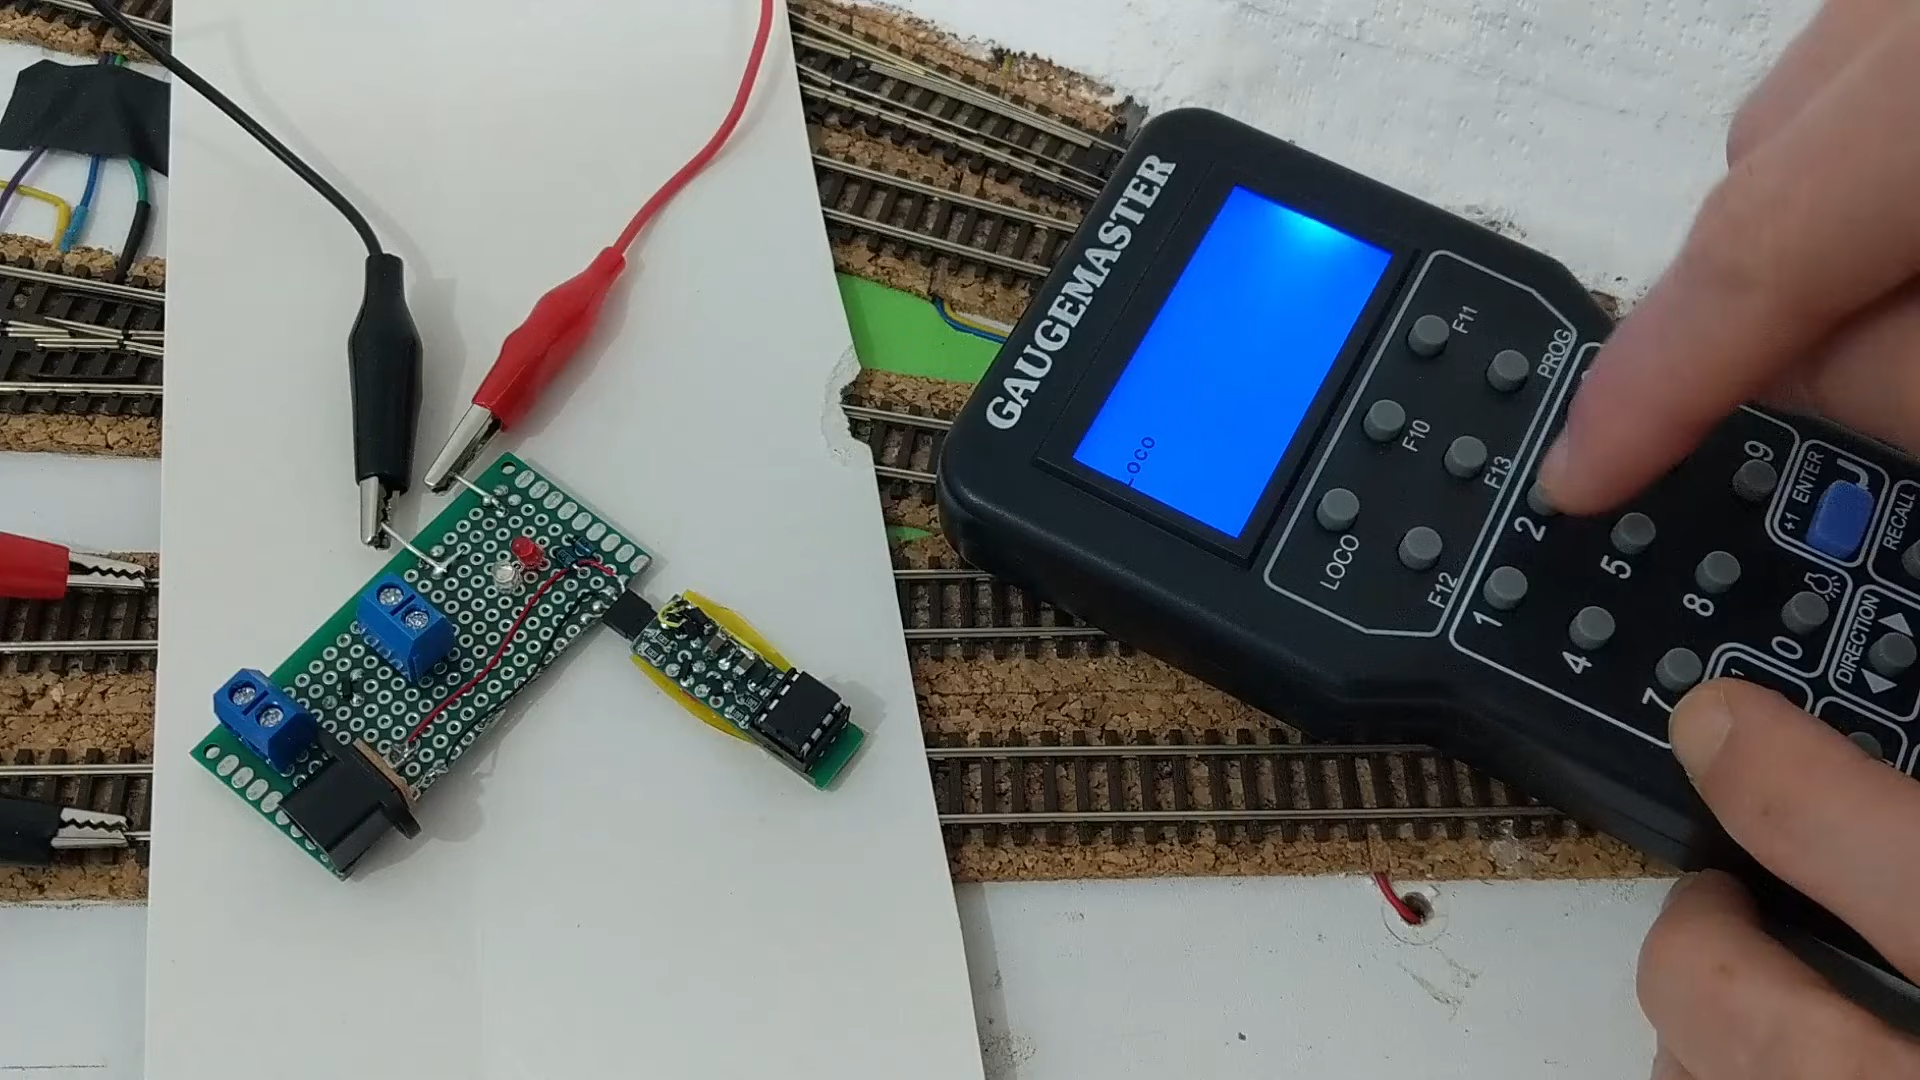 GAUGEMASTER
LOCO
F11
PROG
F10
F13
LOCO
F12
2
1
5
4
8
7
9
0
+1 ENTER
RECALL
DIRECTION